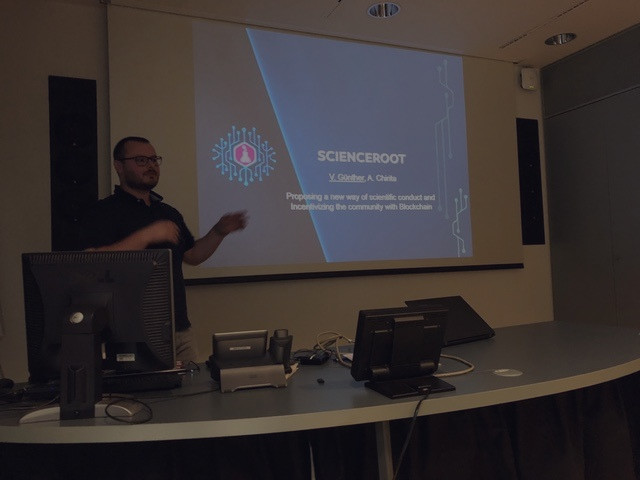 SCIENCEROOT
V. Günther, A. Chirita
Proposing a new way of scientific conduct and
incentivizing the community with Blockchain